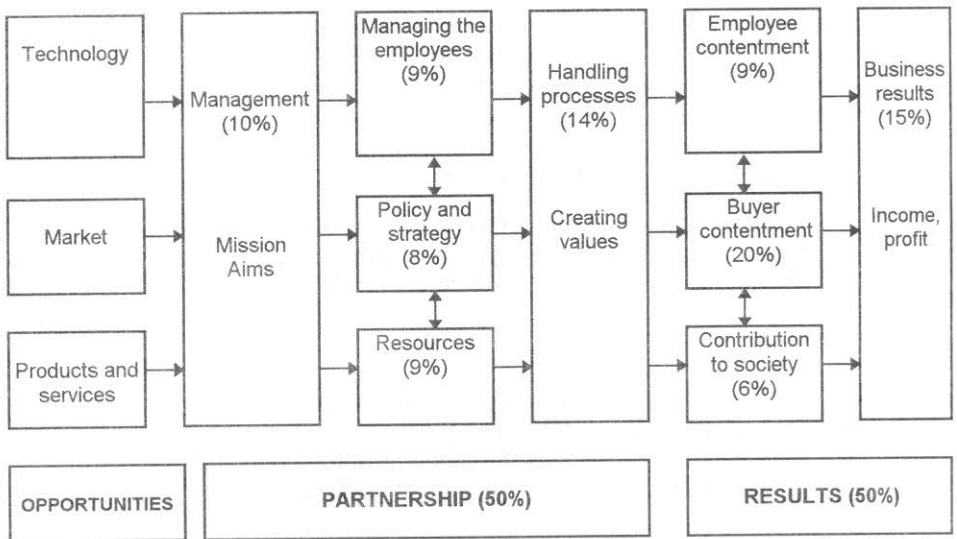 Technology
Market
Products and
services
Management
(10%)
Mission
Aims
Managing the
employees
(9%)
Policy and
strategy
(8%)
Resources
(9%)
Handling
processes
(14%)
Creating
values
Employee
contentment
(9%)
Buyer
contentment
(20%)
Contribution
to society
(6%)
Business
results
(15%)
Income,
profit
OPPORTUNITIES
PARTNERSHIP (50%)
RESULTS (50%)